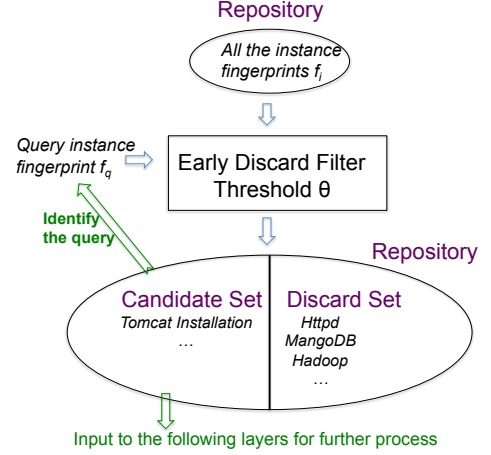 Repository
All the instance
fingerprints fi
Query instance
fingerprint fq
Early Discard Filter
Threshold θ
Identify
the query
Repository
Candidate Set
Tomcat Installation
…
Discard Set
Httpd
MangoDB
Hadoop
…
Input to the following layers for further process